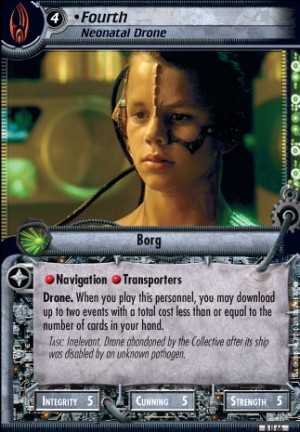 4
•Fourth
Neonatal Drone
Borg
Navigation Transporters
Drone. When you play this personnel, you may download
up to two events with a total cost less than or equal to the
number of cards in your hand.
TASK: Irrelevant. Drone abandoned by the Collective after its ship
was disabled by an unknown pathogen.
INTEGRITY 5 CUNNING 5 STRENGTH 5